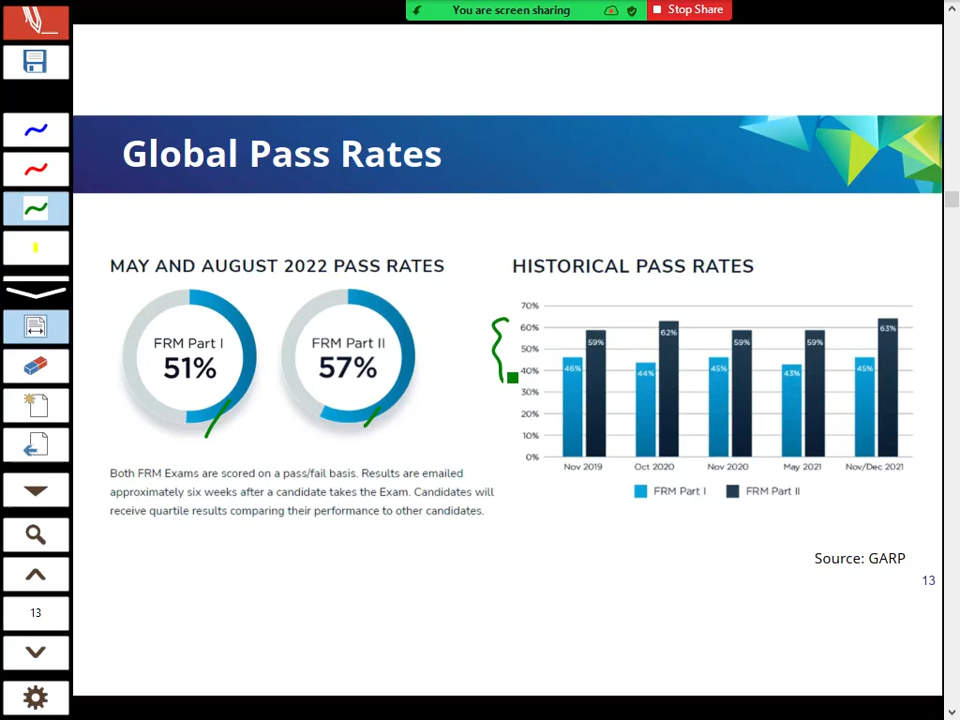 You are screen sharing
Stop Share
Global Pass Rates
MAY AND AUGUST 2022 PASS RATES
FRM Part I
51%
FRM Part II
57%
Both FRM Exams are scored on a pass/fail basis. Results are emailed
approximately six weeks after a candidate takes the Exam. Candidates will
receive quartile results comparing their performance to other candidates.
HISTORICAL PASS RATES
70%
60%
50%
40%
30%
20%
10%
0%
46% 59% 44% 62% 45% 59% 43% 59% 45% 63%
Nov 2019 Oct 2020 Nov 2020 May 2021 Nov/Dec 2021
FRM Part I FRM Part II
Source: GARP
13
13